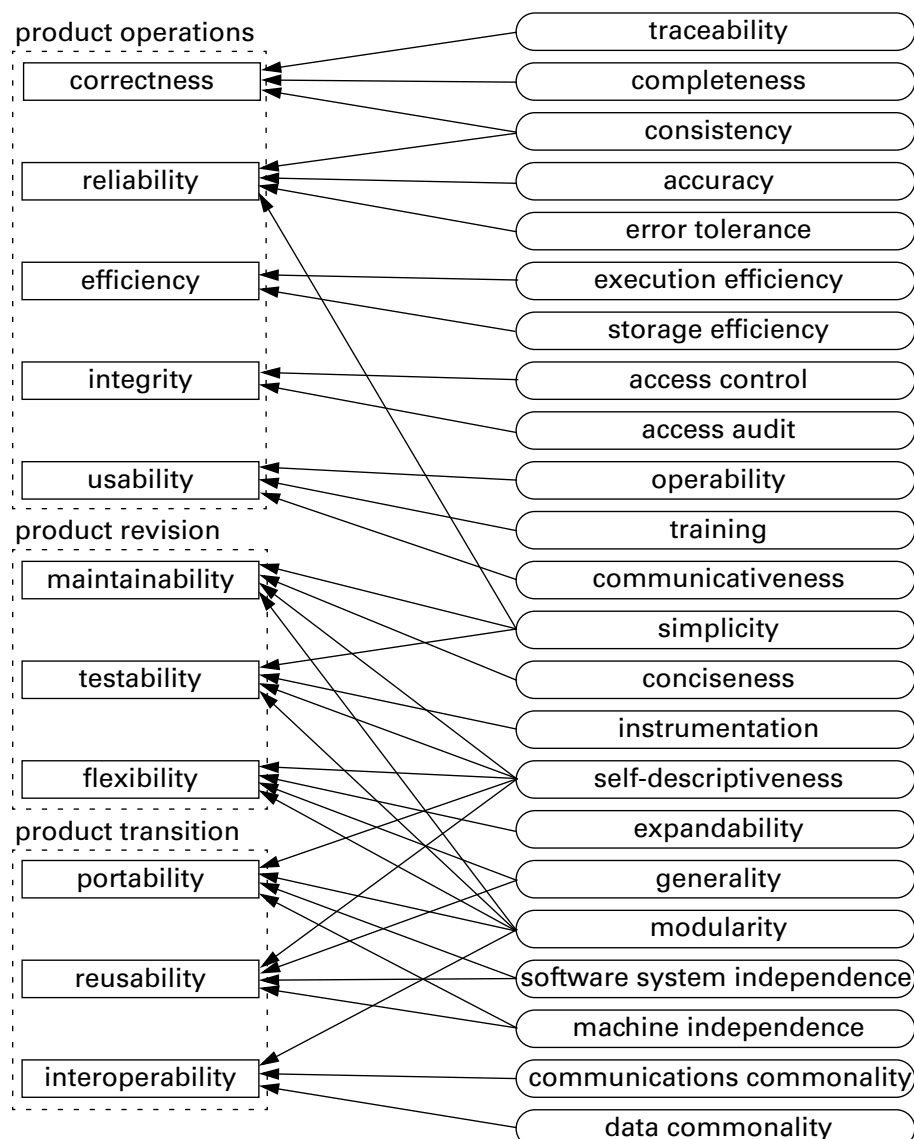 product operations
correctness
reliability
efficiency
integrity
usability
product revision
maintainability
testability
flexibility
product transition
portability
reusability
interoperability
traceability
completeness
consistency
accuracy
error tolerance
execution efficiency
storage efficiency
access control
access audit
operability
training
communicativeness
simplicity
conciseness
instrumentation
self-descriptiveness
expandability
generality
modularity
software system independence
machine independence
communications commonality
data commonality